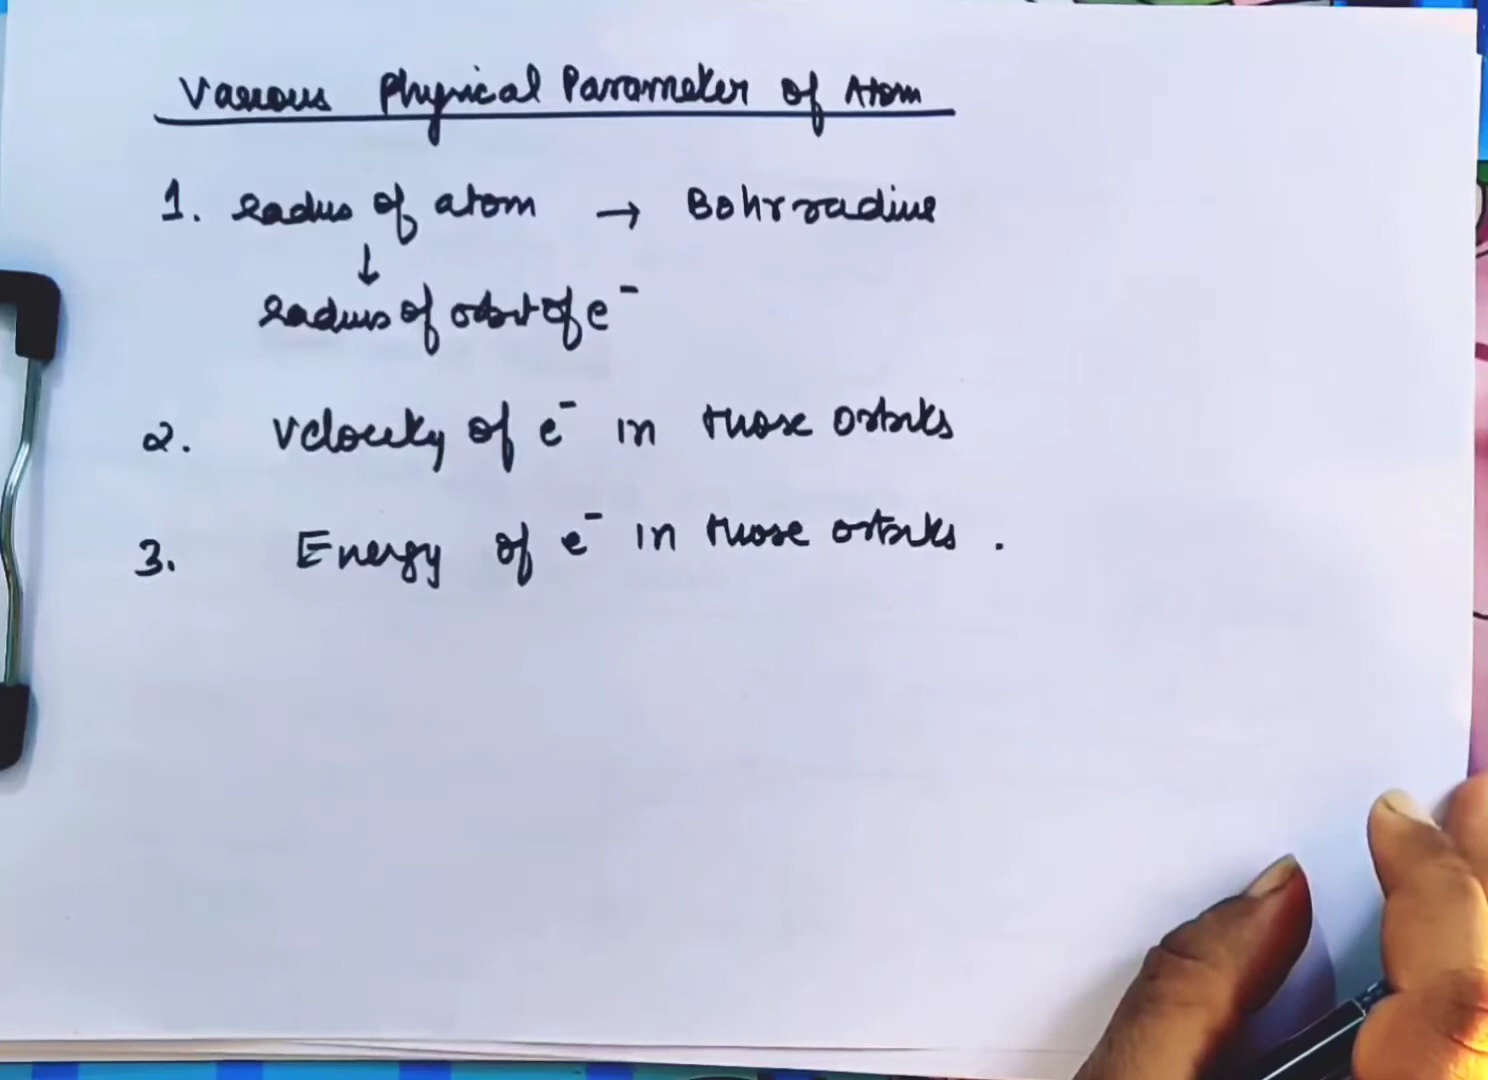 Various Physical Parameter of Atom
1. radius of atom → Bohr radius
↓
radius of orbit of e⁻
2. Velocity of e⁻ in those orbits
3. Energy of e⁻ in those orbits .